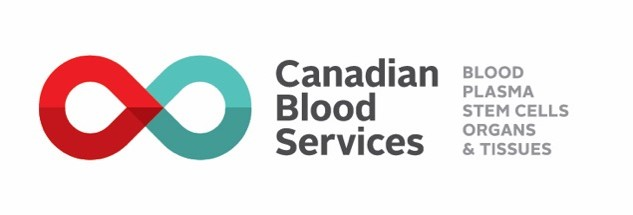 Canadian
Blood
Services
BLOOD
PLASMA
STEM CELLS
ORGANS
& TISSUES